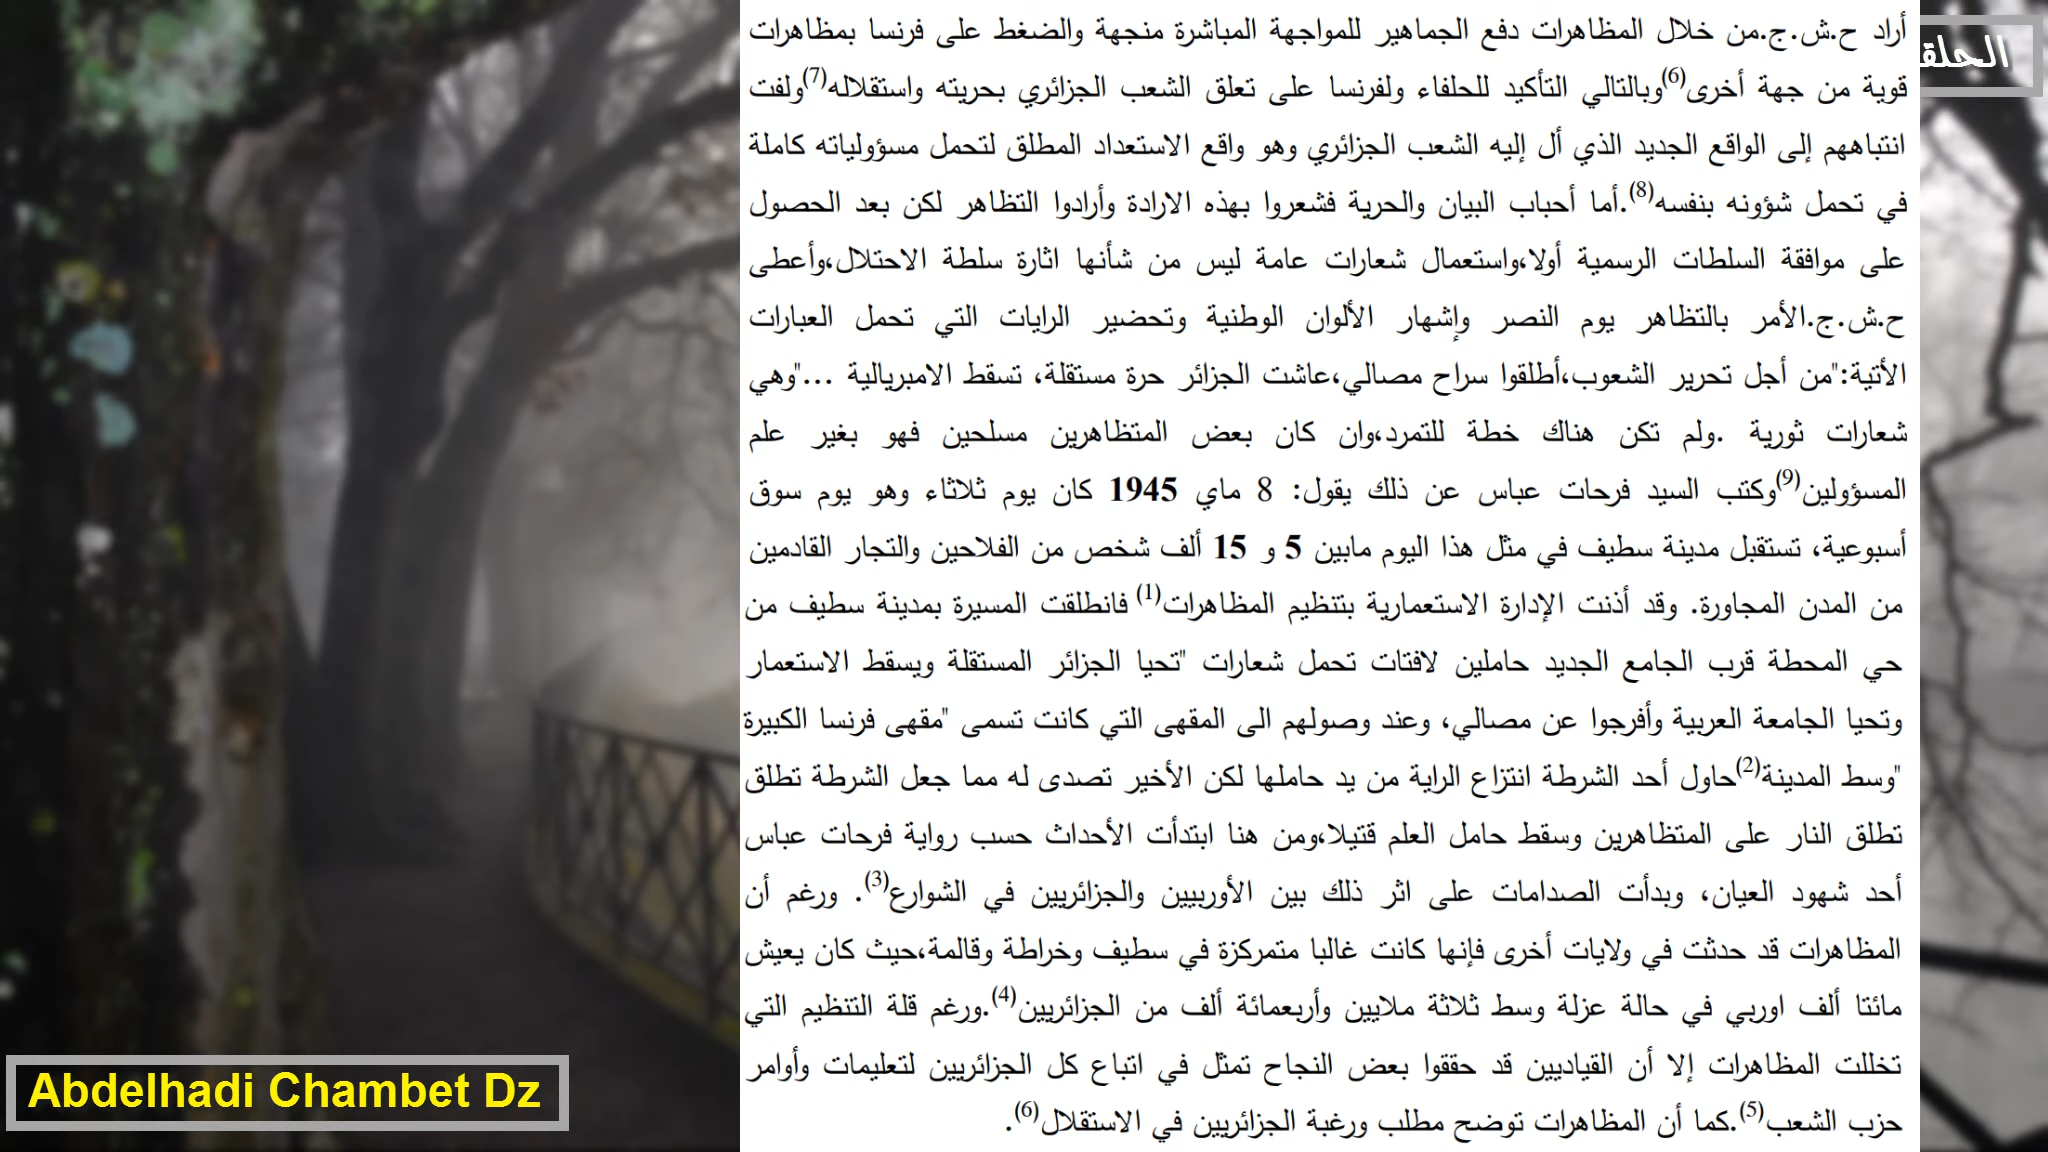 أراد ح.ش.ج.من خلال المظاهرات دفع الجماهير للمواجهة المباشرة منجهة والضغط على فرنسا بمظاهرات
قوية من جهة أخرى(6)وبالتالي التأكيد للحلفاء ولفرنسا على تعلق الشعب الجزائري بحريته واستقلاله(7)ولفت
انتباههم إلى الواقع الجديد الذي أل إليه الشعب الجزائري وهو واقع الاستعداد المطلق لتحمل مسؤولياته كاملة
في تحمل شؤونه بنفسه(8).أما أحباب البيان والحرية فشعروا بهذه الارادة وأرادوا التظاهر لكن بعد الحصول
على موافقة السلطات الرسمية أولا،واستعمال شعارات عامة ليس من شأنها اثارة سلطة الاحتلال،وأعطى
ح.ش.ج.الأمر بالتظاهر يوم النصر وإشهار الألوان الوطنية وتحضير الرايات التي تحمل العبارات
الأتية:"من أجل تحرير الشعوب،أطلقوا سراح مصالي،عاشت الجزائر حرة مستقلة، تسقط الامبريالية ..."وهي
شعارات ثورية .ولم تكن هناك خطة للتمرد،وان كان بعض المتظاهرين مسلحين فهو بغير علم
المسؤولين(9)وكتب السيد فرحات عباس عن ذلك يقول: 8 ماي 1945 كان يوم ثلاثاء وهو يوم سوق
أسبوعية، تستقبل مدينة سطيف في مثل هذا اليوم مابين 5 و 15 ألف شخص من الفلاحين والتجار القادمين
من المدن المجاورة. وقد أذنت الإدارة الاستعمارية بتنظيم المظاهرات(1) فانطلقت المسيرة بمدينة سطيف من
حي المحطة قرب الجامع الجديد حاملين لافتات تحمل شعارات "تحيا الجزائر المستقلة ويسقط الاستعمار
وتحيا الجامعة العربية وأفرجوا عن مصالي، وعند وصولهم الى المقهى التي كانت تسمى "مقهى فرنسا الكبيرة
"وسط المدينة(2)حاول أحد الشرطة انتزاع الراية من يد حاملها لكن الأخير تصدى له مما جعل الشرطة تطلق
تطلق النار على المتظاهرين وسقط حامل العلم قتيلا،ومن هنا ابتدأت الأحداث حسب رواية فرحات عباس
أحد شهود العيان، وبدأت الصدامات على اثر ذلك بين الأوربيين والجزائريين في الشوارع(3). ورغم أن
المظاهرات قد حدثت في ولايات أخرى فإنها كانت غالبا متمركزة في سطيف وخراطة وقالمة،حيث كان يعيش
مائتا ألف اوربي في حالة عزلة وسط ثلاثة ملايين وأربعمائة ألف من الجزائريين(4).ورغم قلة التنظيم التي
تخللت المظاهرات إلا أن القياديين قد حققوا بعض النجاح تمثل في اتباع كل الجزائريين لتعليمات وأوامر
حزب الشعب(5).كما أن المظاهرات توضح مطلب ورغبة الجزائريين في الاستقلال(6).
Abdelhadi Chambet Dz